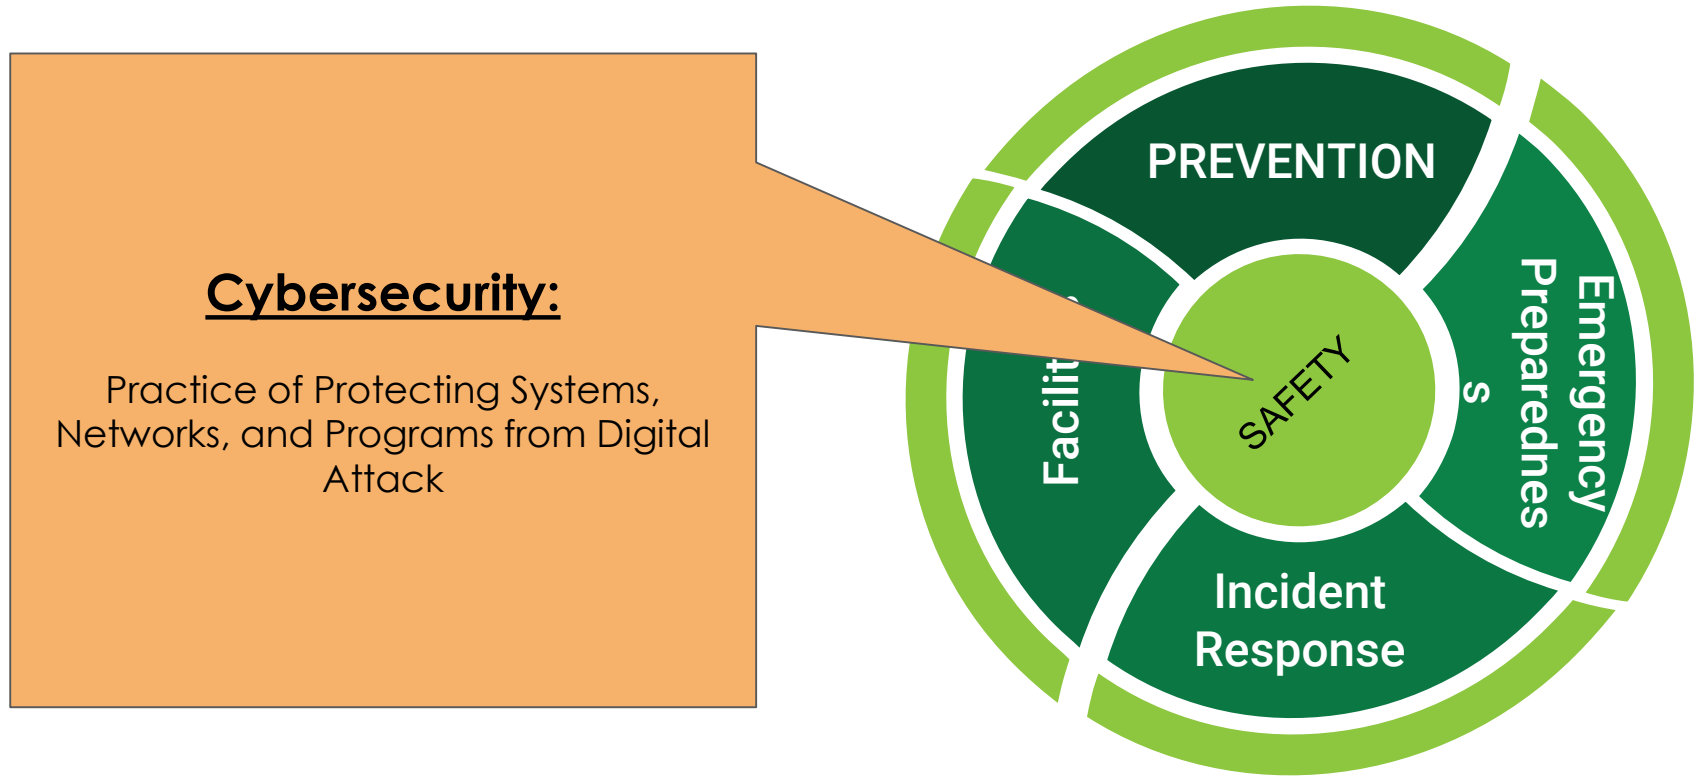 Cybersecurity:
Practice of Protecting Systems,
Networks, and Programs from Digital
Attack
PREVENTION
Emergency
Preparednes
s
Incident
Response
SAFETY